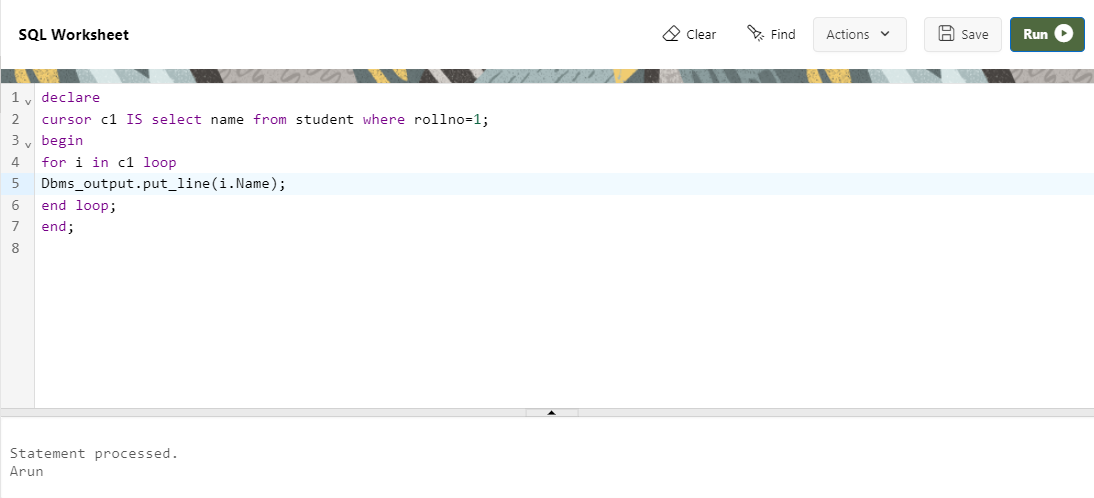 SQL Worksheet Clear Find Actions Save Run
1 declare
2 cursor c1 IS select name from student where rollno=1;
3 begin
4 for i in c1 loop
5 Dbms_output.put_line(i.Name);
6 end loop;
7 end;
8
Statement processed.
Arun